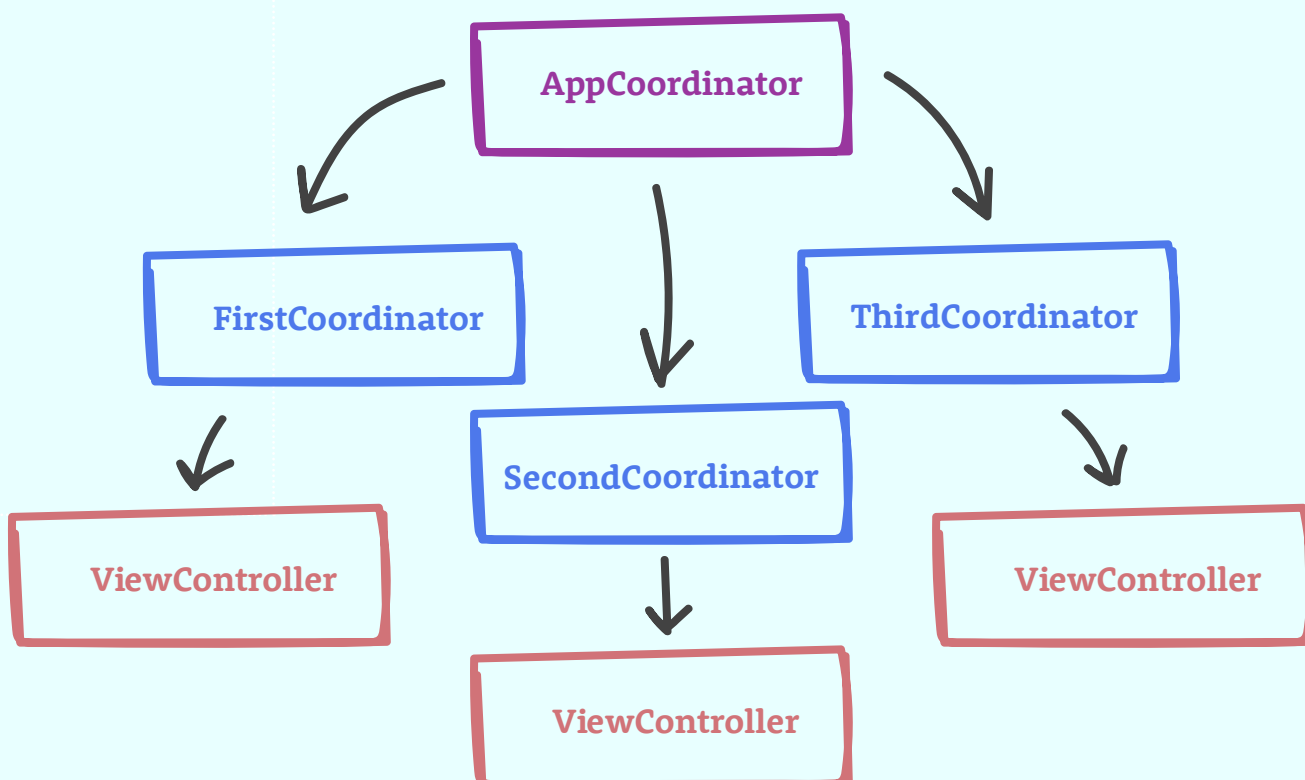 AppCoordinator
FirstCoordinator
ThirdCoordinator
SecondCoordinator
ViewController
ViewController
ViewController